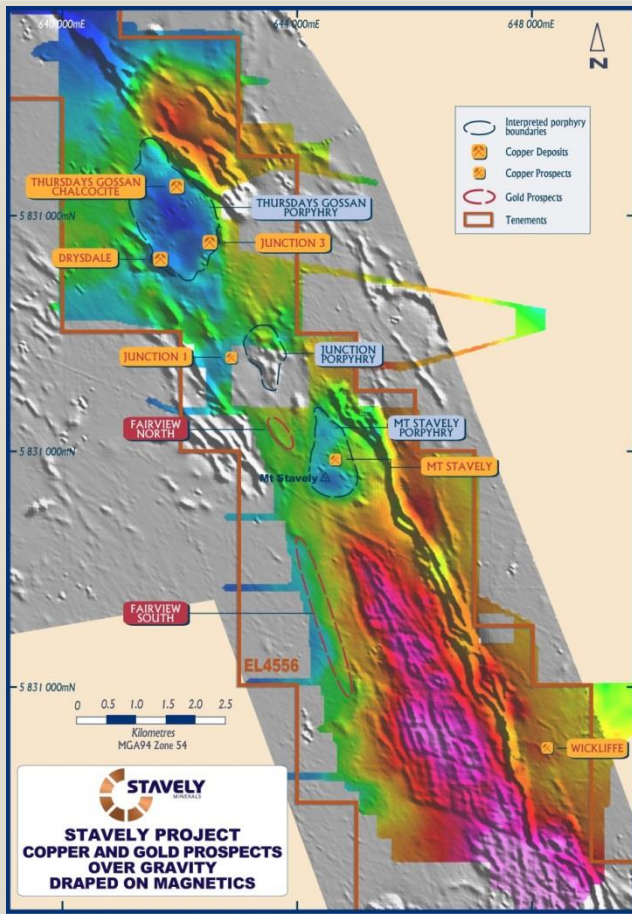 640 000mE
644 000mE
648 000mE
N
Interpreted porphyry
boundaries
Copper Deposits
Copper Prospects
Gold Prospects
Tenements
THURSDAYS GOSSAN
CHALCOCITE
5 831 000mN
THURSDAYS GOSSAN
PORPYHRY
DRYSDALE
JUNCTION 3
JUNCTION 1
JUNCTION
PORPYHRY
FAIRVIEW
NORTH
MT STAVELY
PORPYHRY
5 831 000mN
MT STAVELY
Mt Stavely
FAIRVIEW
SOUTH
EL4556
5 831 000mN
0 0.5 1.0 1.5 2.0 2.5
Kilometres
MGA94 Zone 54
WICKLIFFE
STAVELY
MINERALS
STAVELY PROJECT
COPPER AND GOLD PROSPECTS
OVER GRAVITY
DRAPED ON MAGNETICS